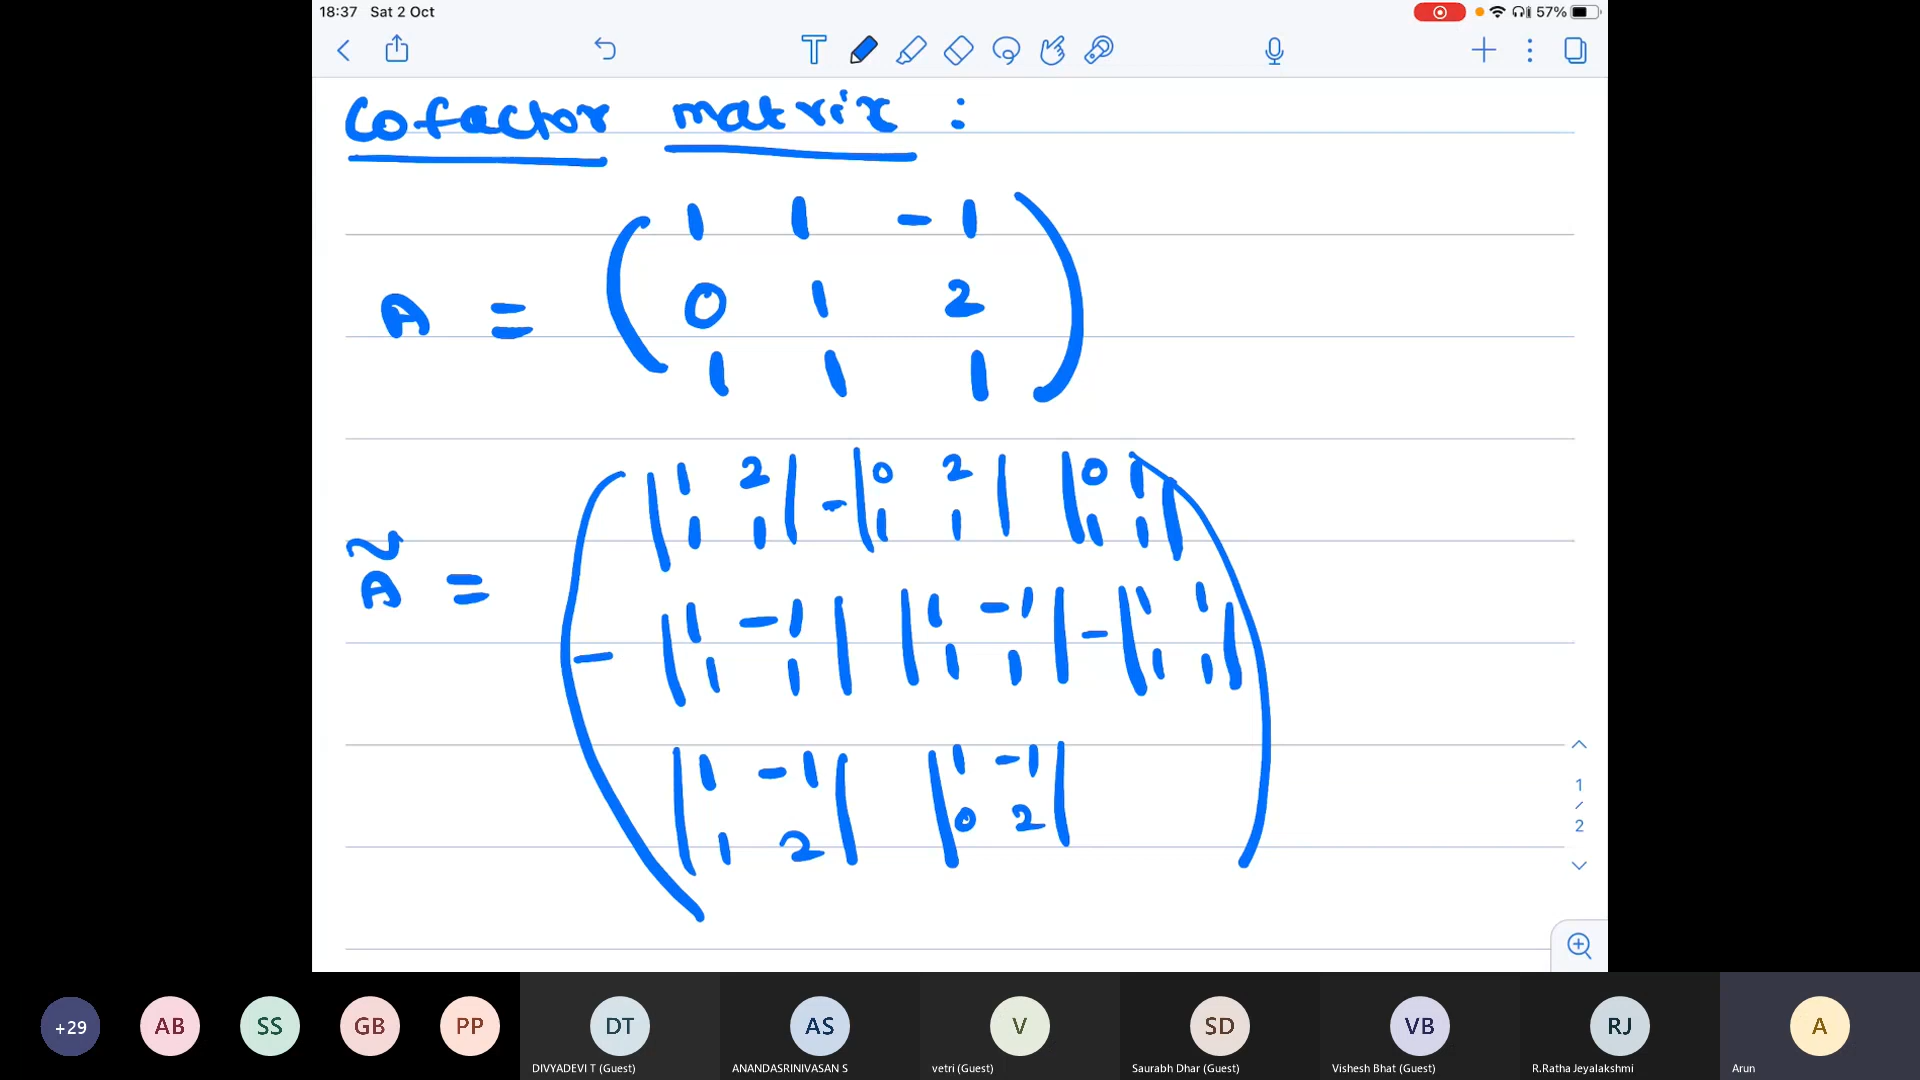 18:37 Sat 2 Oct 57%
T
Cofactor matrix :
1 1 -1
A = 0 1 2
1 1 1
| 1 2 | - | 0 2 | | 0 1 |
| 1 1 | | 1 1 | | 1 1 |
Ã =
- | 1 -1 | | 1 -1 | - | 1 1 |
| 1 1 | | 1 1 | | 1 1 |
| 1 -1 | | 1 -1 |
| 1 2 | | 0 2 |
1
/
2
+29 AB SS GB PP DT AS V SD VB RJ A
DIVYADEVI T (Guest) ANANDASRINIVASAN S vetri (Guest) Saurabh Dhar (Guest) Vishesh Bhat (Guest) R.Ratha Jeyalakshmi Arun